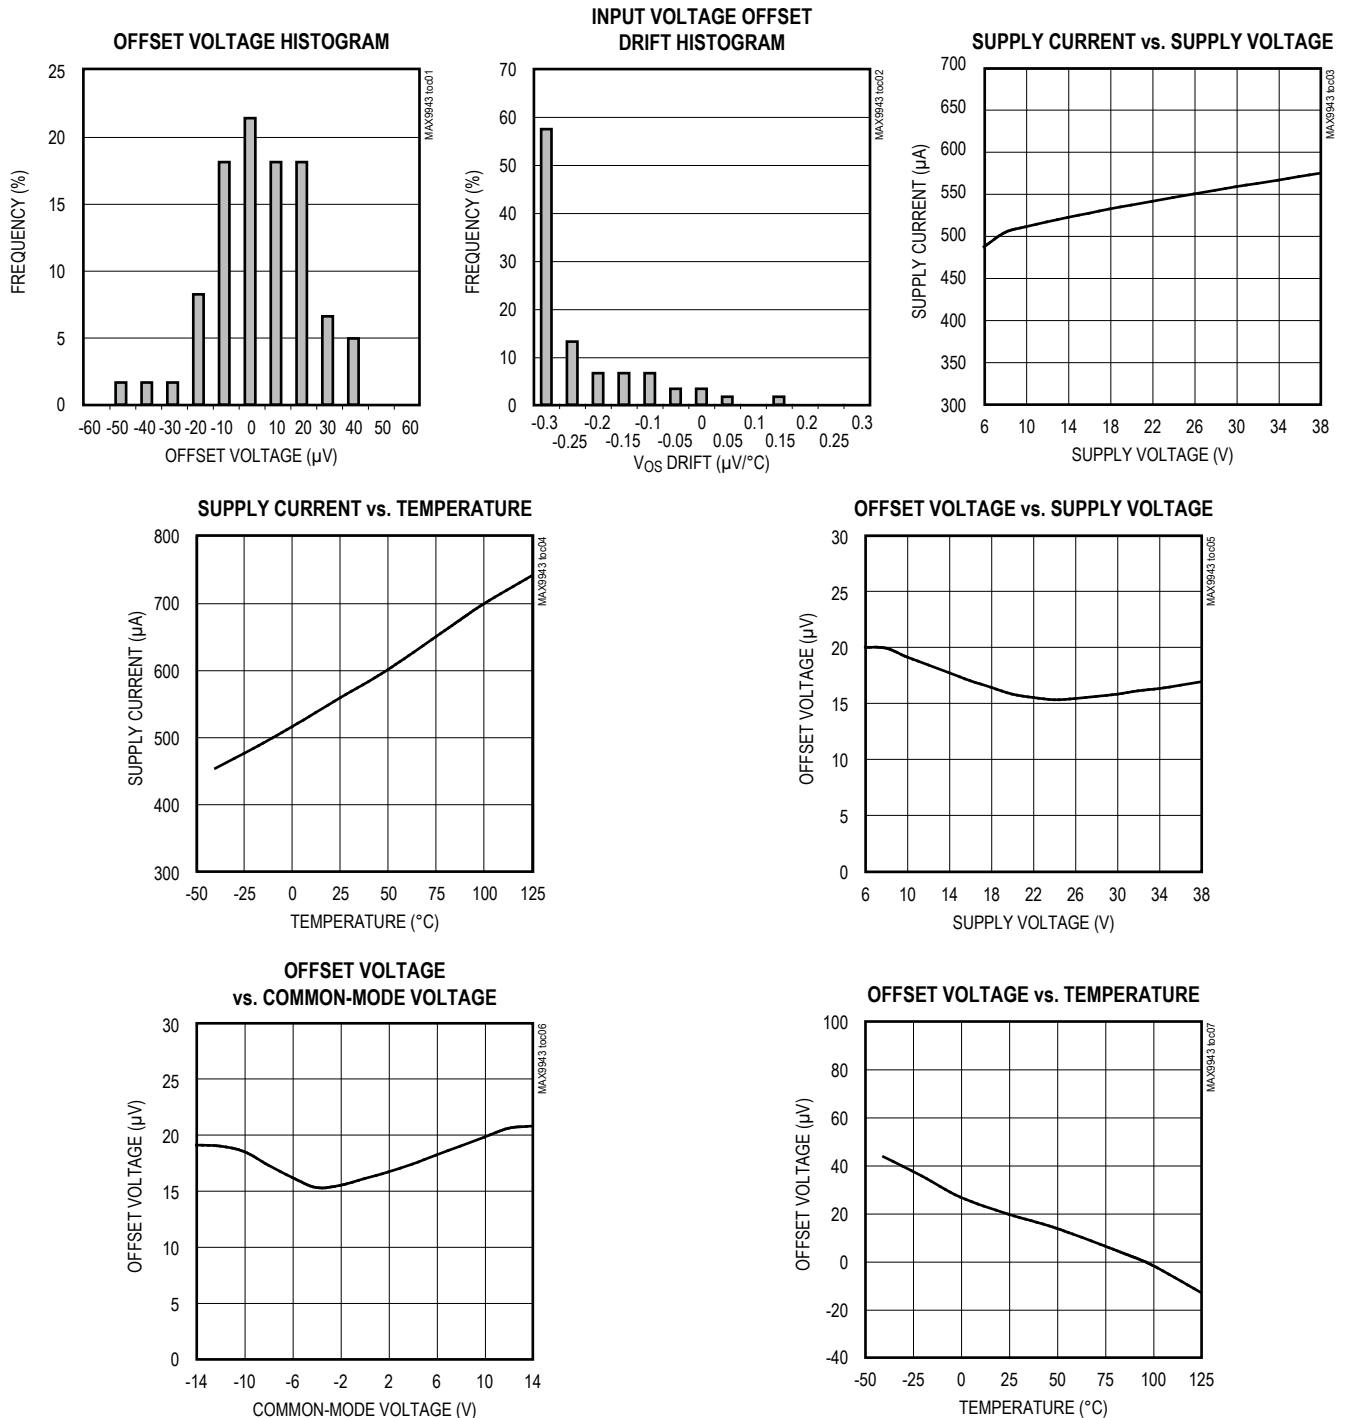 OFFSET VOLTAGE HISTOGRAM
25
20
15
10
5
0
FREQUENCY (%)
-60 -50 -40 -30 -20 -10 0 10 20 30 40 50 60
OFFSET VOLTAGE (µV)
MAX9943 toc01
INPUT VOLTAGE OFFSET
DRIFT HISTOGRAM
70
60
50
40
30
20
10
0
FREQUENCY (%)
-0.3 -0.2 -0.1 0 0.1 0.2 0.3
-0.25 -0.15 -0.05 0.05 0.15 0.25
VOS DRIFT (µV/°C)
MAX9943 toc02
SUPPLY CURRENT vs. SUPPLY VOLTAGE
700
650
600
550
500
450
400
350
300
SUPPLY CURRENT (µA)
6 10 14 18 22 26 30 34 38
SUPPLY VOLTAGE (V)
MAX9943 toc03
SUPPLY CURRENT vs. TEMPERATURE
800
700
600
500
400
300
SUPPLY CURRENT (µA)
-50 -25 0 25 50 75 100 125
TEMPERATURE (°C)
MAX9943 toc04
OFFSET VOLTAGE vs. SUPPLY VOLTAGE
30
25
20
15
10
5
0
OFFSET VOLTAGE (µV)
6 10 14 18 24 26 30 34 38
SUPPLY VOLTAGE (V)
MAX9943 toc05
OFFSET VOLTAGE
vs. COMMON-MODE VOLTAGE
30
25
20
15
10
5
0
OFFSET VOLTAGE (µV)
-14 -10 -6 -2 2 6 10 14
COMMON-MODE VOLTAGE (V)
MAX9943 toc06
OFFSET VOLTAGE vs. TEMPERATURE
100
80
60
40
20
0
-20
-40
OFFSET VOLTAGE (µV)
-50 -25 0 25 50 75 100 125
TEMPERATURE (°C)
MAX9943 toc07